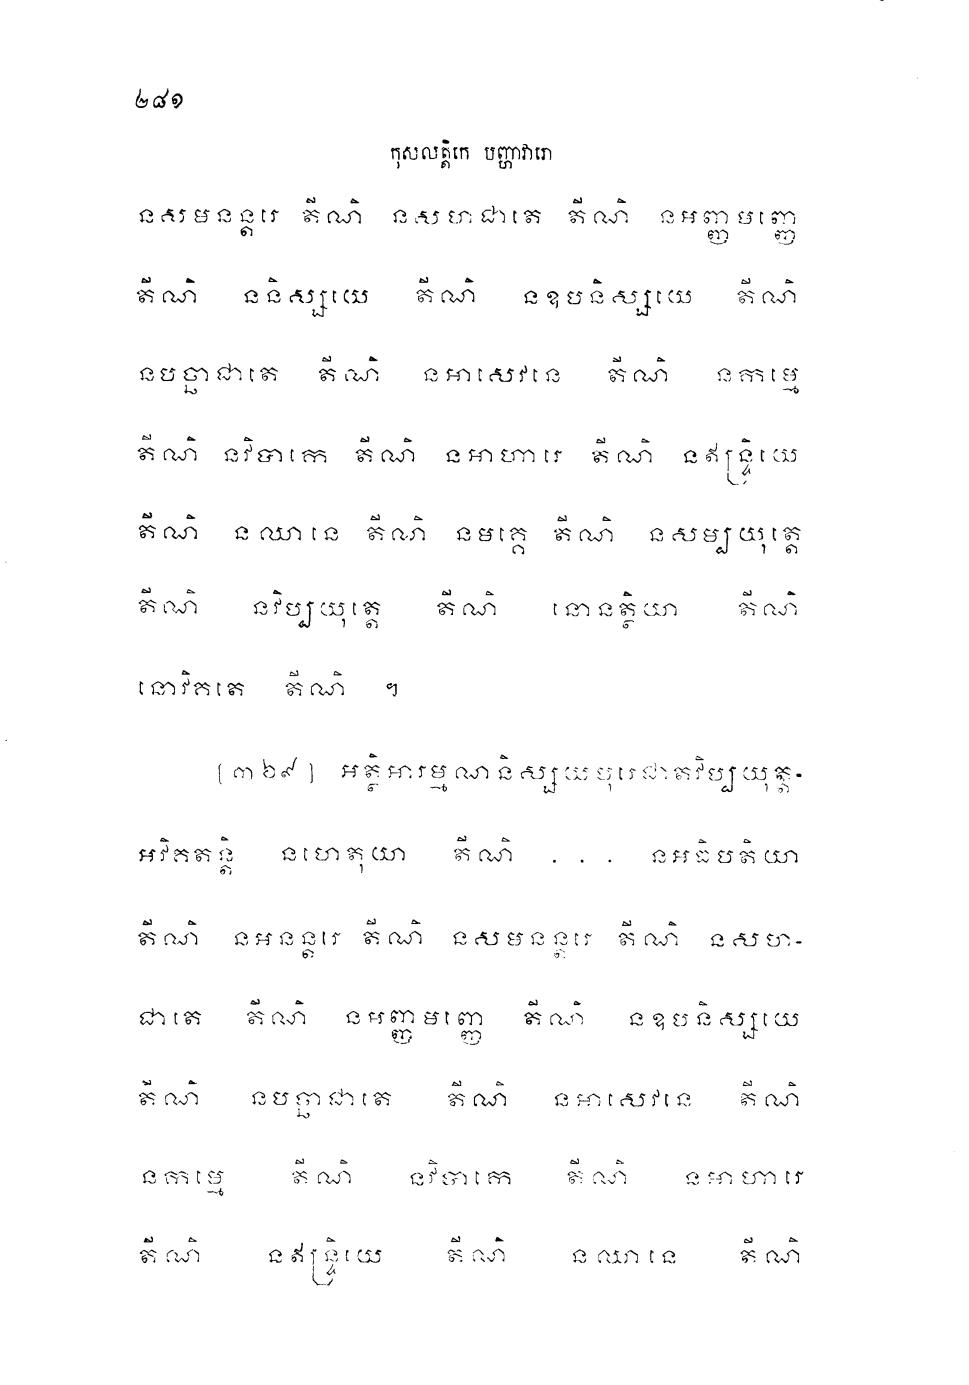 ២៨១
កុសលត្តិកេ បញ្ហាវារោ
នសមនន្តរេ តីណិ នសហជាតេ តីណិ នអញ្ញមញ្ញេ
តីណិ ននិស្សយេ តីណិ នឧបនិស្សយេ តីណិ
នបច្ឆាជាតេ តីណិ នអាសេវនេ តីណិ នកម្មេ
តីណិ នវិបាកេ តីណិ នអាហារេ តីណិ នឥន្ទ្រិយេ
តីណិ នឈានេ តីណិ នមគ្គេ តីណិ នសម្បយុត្តេ
តីណិ នវិប្បយុត្តេ តីណិ នោនត្ថិយា តីណិ
នោវិគតេ តីណិ ។
[៣២៩] អត្ថិអារម្មណនិស្សយបុរេជាតវិប្បយុត្ត-
អវិគតន្តិ នហេតុយា តីណិ . . . នអធិបតិយា
តីណិ នអនន្តរេ តីណិ នសមនន្តរេ តីណិ នសហ-
ជាតេ តីណិ នអញ្ញមញ្ញេ តីណិ នឧបនិស្សយេ
តីណិ នបច្ឆាជាតេ តីណិ នអាសេវនេ តីណិ
នកម្មេ តីណិ នវិបាកេ តីណិ នអាហារេ
តីណិ នឥន្ទ្រិយេ តីណិ នឈានេ តីណិ